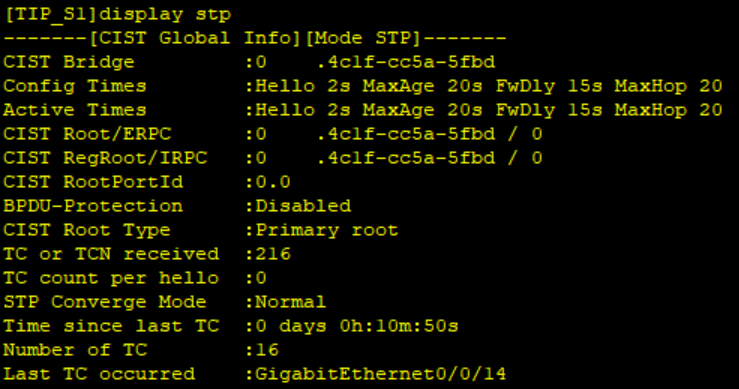 [TIP_S1]display stp
-------[CIST Global Info][Mode STP]-------
CIST Bridge         :0    .4c1f-cc5a-5fbd
Config Times        :Hello 2s MaxAge 20s FwDly 15s MaxHop 20
Active Times        :Hello 2s MaxAge 20s FwDly 15s MaxHop 20
CIST Root/ERPC      :0    .4c1f-cc5a-5fbd / 0
CIST RegRoot/IRPC   :0    .4c1f-cc5a-5fbd / 0
CIST RootPortId     :0.0
BPDU-Protection     :Disabled
CIST Root Type      :Primary root
TC or TCN received  :216
TC count per hello  :0
STP Converge Mode   :Normal
Time since last TC  :0 days 0h:10m:50s
Number of TC        :16
Last TC occurred    :GigabitEthernet0/0/14